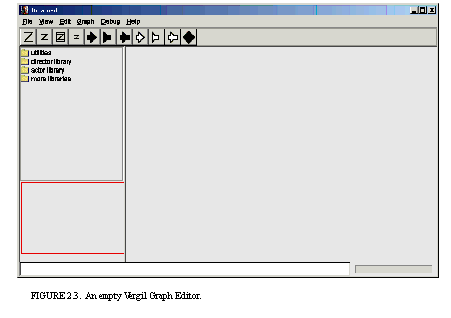 Unnamed
File View Edit Graph Debug Help
utilities
director library
actor library
more libraries
FIGURE 2.3. An empty Vergil Graph Editor.